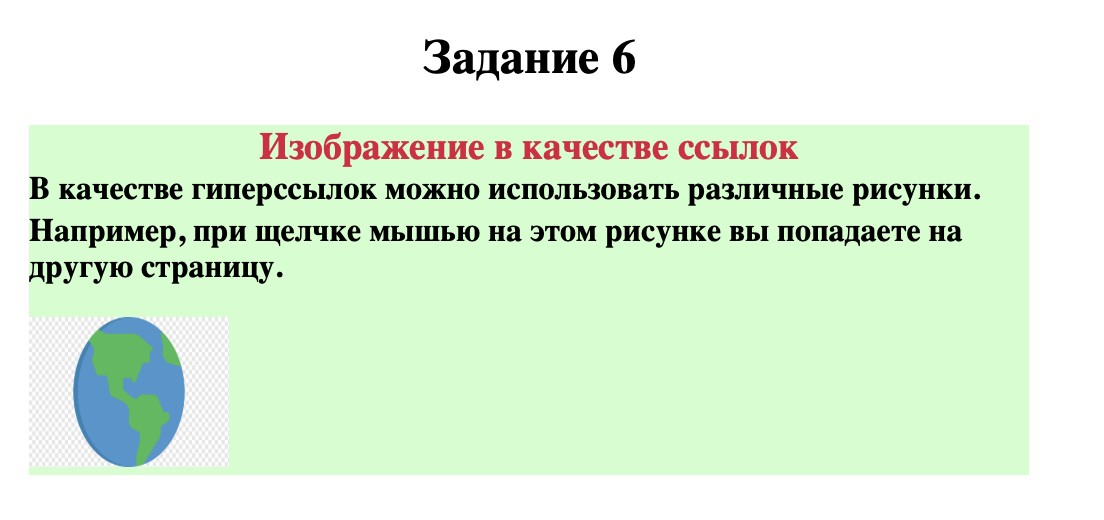 Задание 6
Изображение в качестве ссылок
В качестве гиперссылок можно использовать различные рисунки.
Например, при щелчке мышью на этом рисунке вы попадаете на
другую страницу.